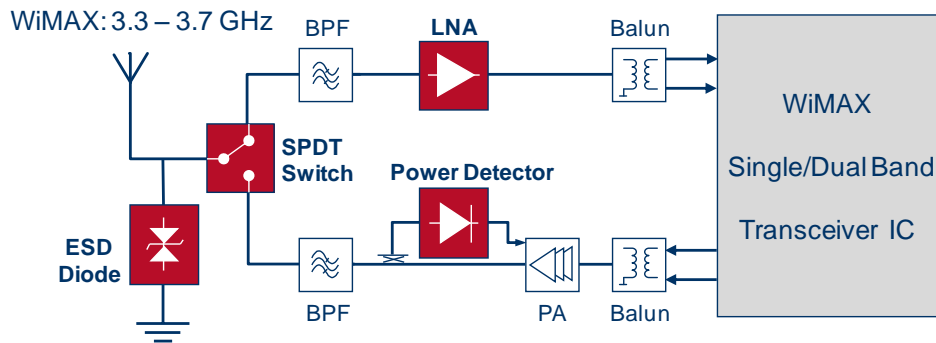 WiMAX: 3.3 – 3.7 GHz
BPF
LNA
Balun
SPDT
Switch
Power Detector
ESD
Diode
BPF
PA
Balun
WiMAX
Single/Dual Band
Transceiver IC